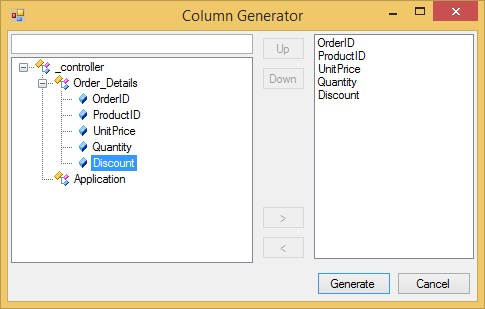 Column Generator
_controller
Order_Details
OrderID
ProductID
UnitPrice
Quantity
Discount
Application
Up
Down
>
<
OrderID
ProductID
UnitPrice
Quantity
Discount
Generate
Cancel